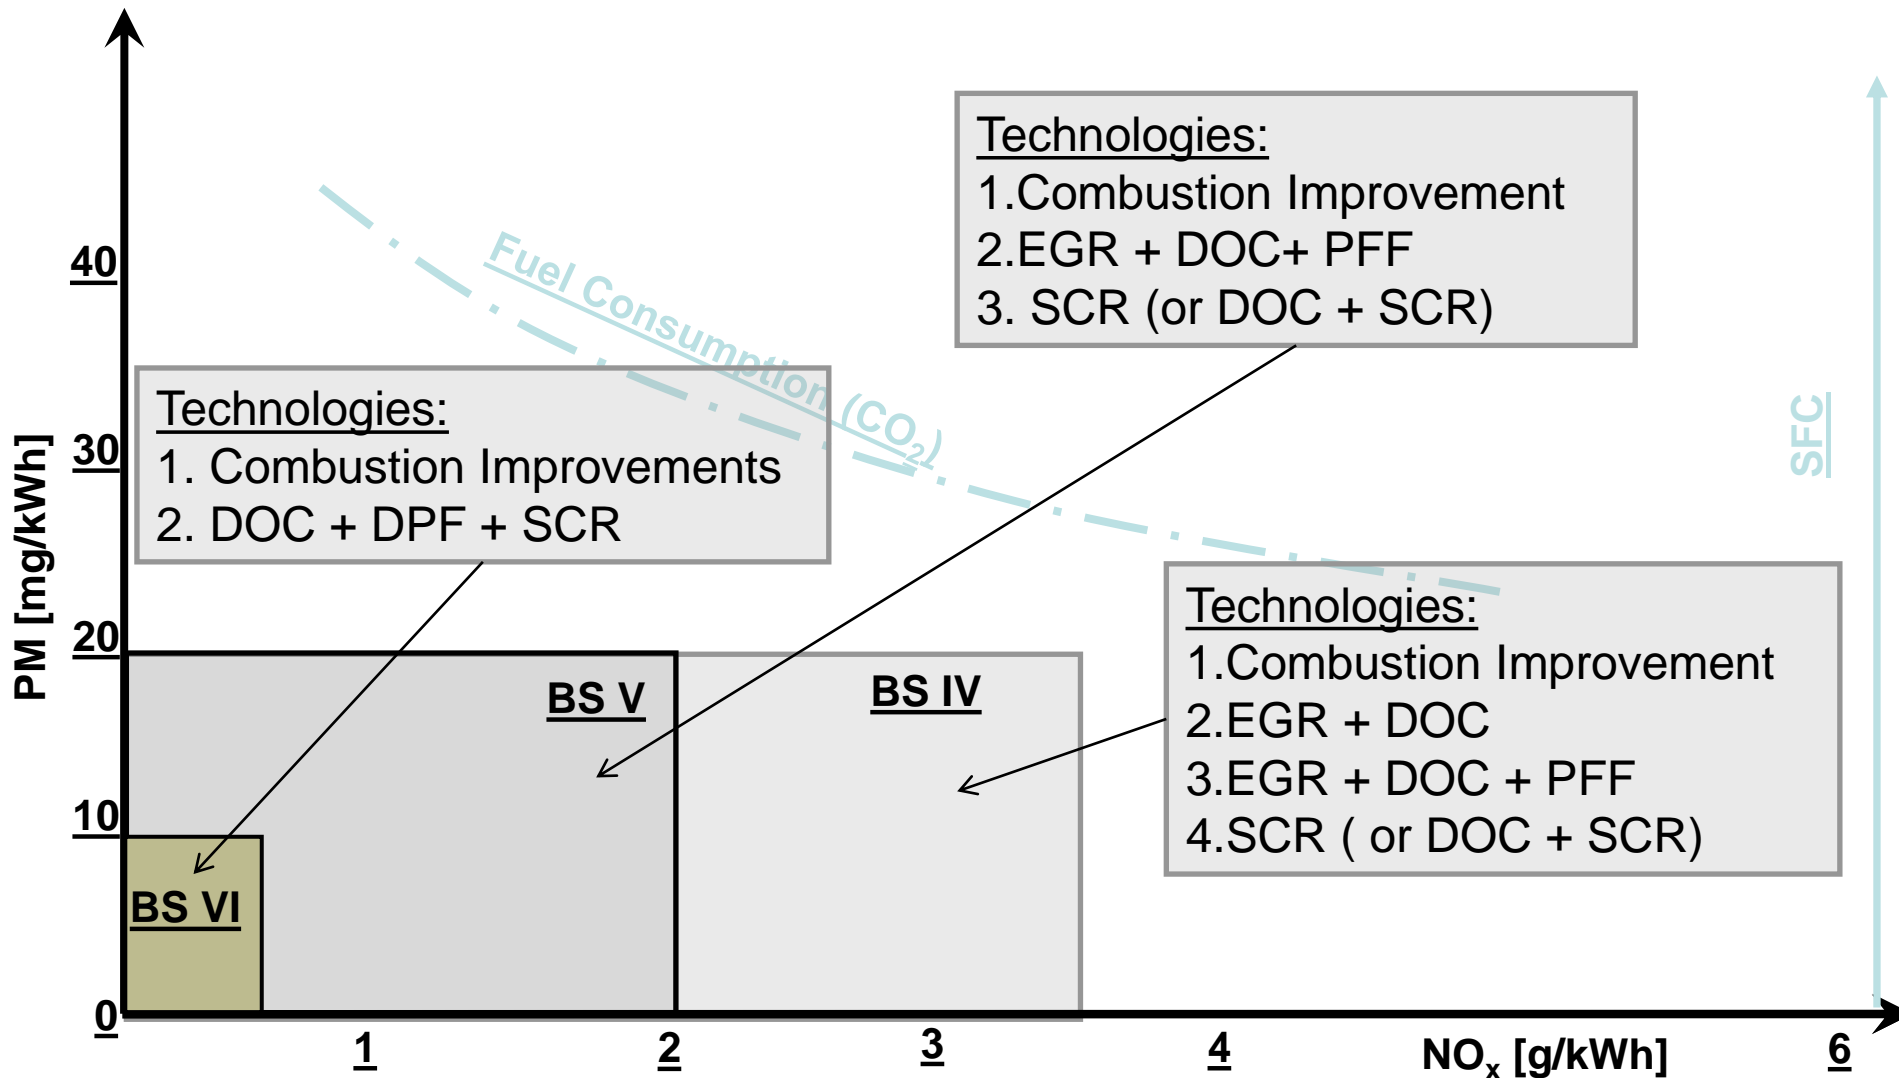 Technologies:
1.Combustion Improvement
2.EGR + DOC+ PFF
3. SCR (or DOC + SCR)
Fuel Consumption (CO₂)
40
30
20
10
0
PM [mg/kWh]
Technologies:
1. Combustion Improvements
2. DOC + DPF + SCR
SFC
Technologies:
1.Combustion Improvement
2.EGR + DOC
3.EGR + DOC + PFF
4.SCR ( or DOC + SCR)
BS V
BS IV
BS VI
1
2
3
4
NOₓ [g/kWh]
6